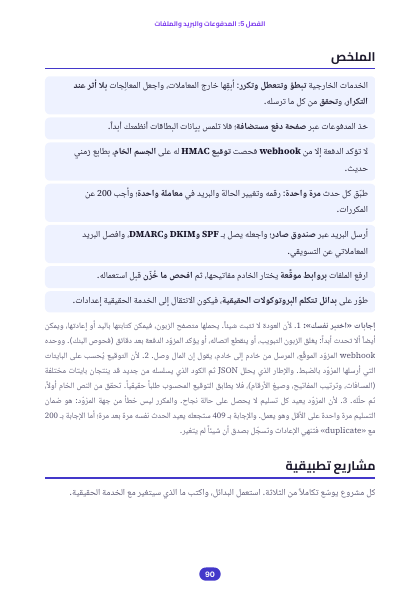 الفصل 5: المدفوعات والبريد والملفات
الملخص
الخدمات الخارجية تبطؤ وتتعطل وتكرر: أبقِها خارج المعاملات، واجعل المعالجات بلا أثر عند
التكرار، وتحقق من كل ما ترسله.
خذ المدفوعات عبر صفحة دفع مستضافة؛ فلا تلمس بيانات البطاقات أنظمتك أبداً.
لا تؤكد الدفعة إلا من webhook فحصت توقيع HMAC له على الجسم الخام، بطابع زمني
حديث.
طبّق كل حدث مرة واحدة: رقمه وتغيير الحالة والبريد في معاملة واحدة؛ وأجب 200 عن
المكررات.
أرسل البريد عبر صندوق صادر؛ واجعله يصل بـ SPF وDKIM وDMARC، وافصل البريد
المعاملاتي عن التسويقي.
ارفع الملفات بروابط موقّعة يختار الخادم مفاتيحها، ثم افحص ما خُزّن قبل استعماله.
طوّر على بدائل تتكلم البروتوكولات الحقيقية، فيكون الانتقال إلى الخدمة الحقيقية إعدادات.
إجابات «اختبر نفسك»: 1. لأن العودة لا تثبت شيئاً. يحملها متصفح الزبون، فيمكن كتابتها باليد أو إعادتها، ويمكن
أيضاً ألا تحدث أبداً: يغلق الزبون التبويب، أو ينقطع اتصاله، أو يؤكد المزوّد الدفعة بعد دقائق (فحوص البنك). ووحده
webhook المزوّد الموقّع، المرسل من خادم إلى خادم، يقول إن المال وصل. 2. لأن التوقيع يُحسب على البايتات
التي أرسلها المزوّد بالضبط. والإطار الذي يحلل JSON ثم الكود الذي يسلسله من جديد قد ينتجان بايتات مختلفة
(المسافات، وترتيب المفاتيح، وصيغ الأرقام)، فلا يطابق التوقيع المحسوب طلباً حقيقياً. تحقق من النص الخام أولاً،
ثم حلّله. 3. لأن المزوّد يعيد كل تسليم لا يحصل على حالة نجاح، والمكرر ليس خطأ من جهة المزوّد: هو ضمان
التسليم مرة واحدة على الأقل وهو يعمل. والإجابة بـ 409 ستجعله يعيد الحدث نفسه مرة بعد مرة؛ أما الإجابة بـ 200
مع «duplicate» فتنهي الإعادات وتسجّل بصدق أن شيئاً لم يتغير.
مشاريع تطبيقية
كل مشروع يوسّع تكاملاً من الثلاثة. استعمل البدائل، واكتب ما الذي سيتغير مع الخدمة الحقيقية.
90